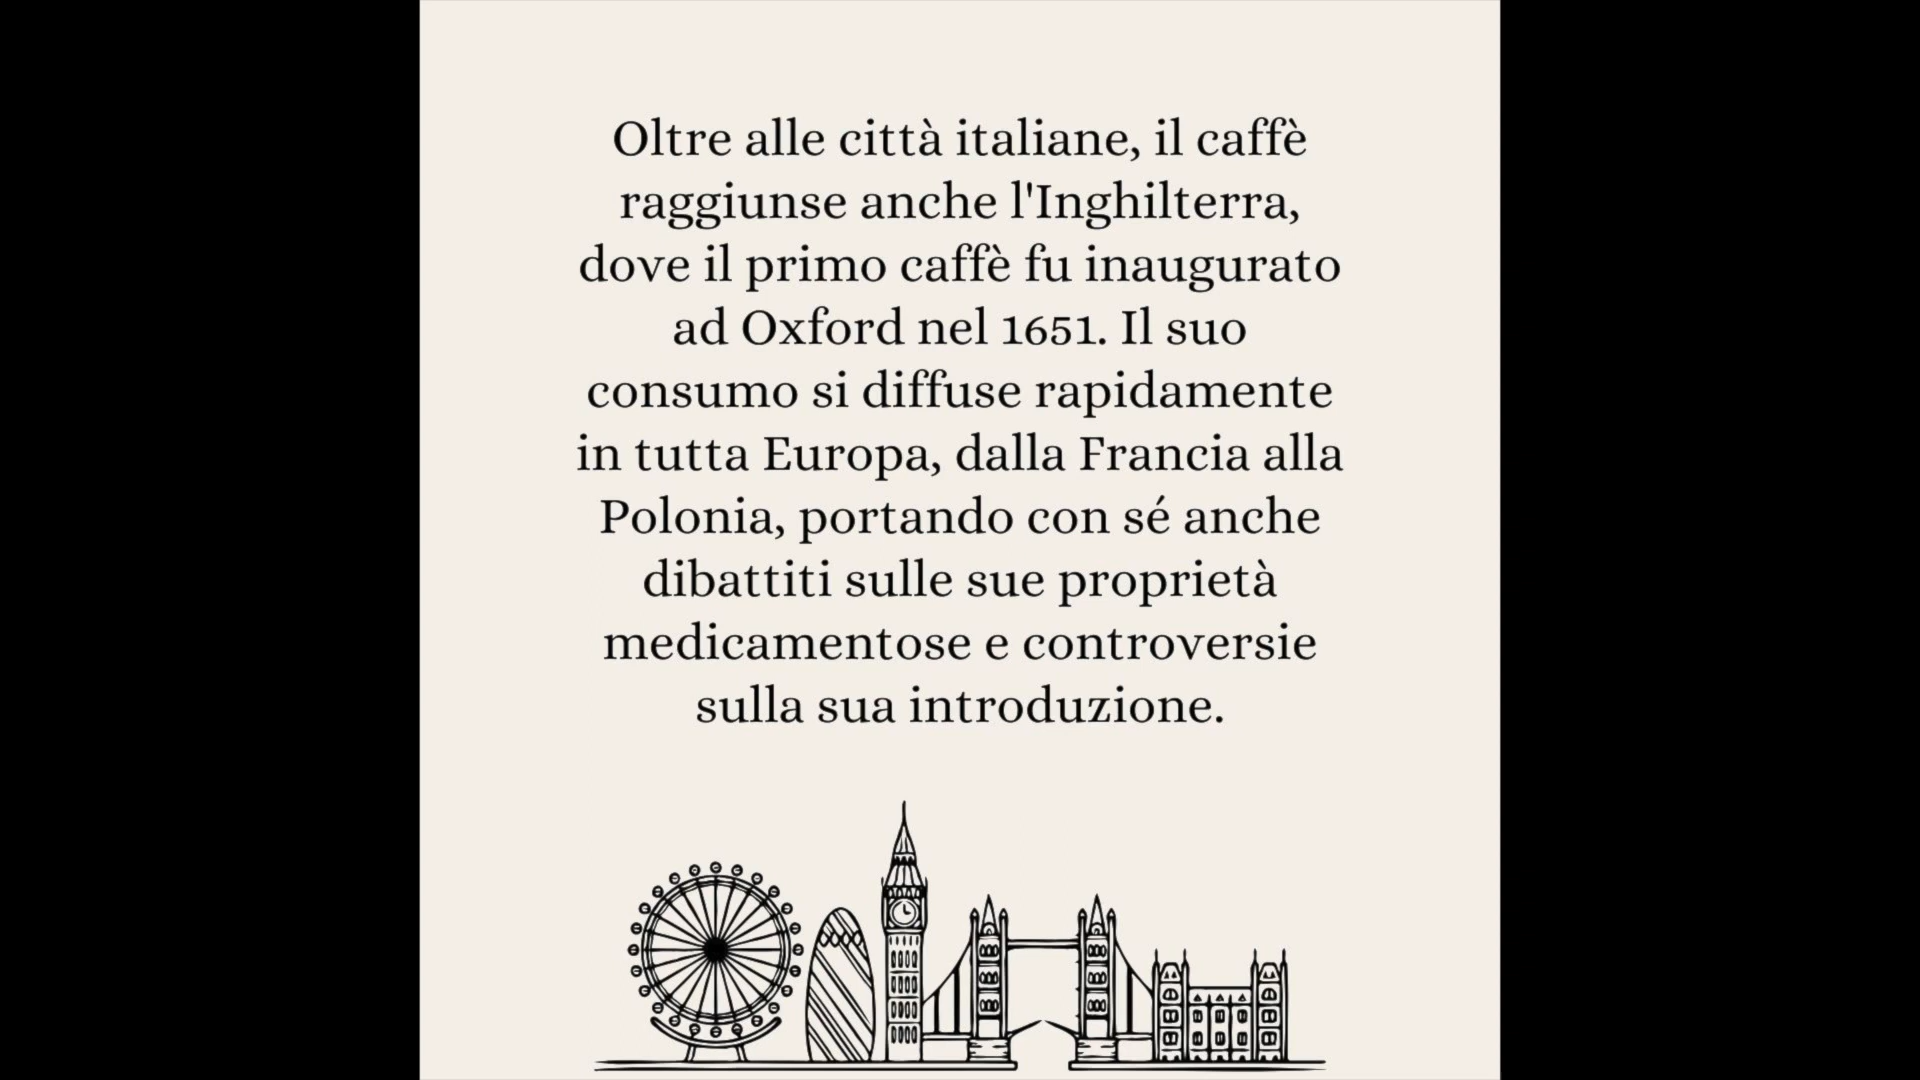 Oltre alle città italiane, il caffè
raggiunse anche l'Inghilterra,
dove il primo caffè fu inaugurato
ad Oxford nel 1651. Il suo
consumo si diffuse rapidamente
in tutta Europa, dalla Francia alla
Polonia, portando con sé anche
dibattiti sulle sue proprietà
medicamentose e controversie
sulla sua introduzione.